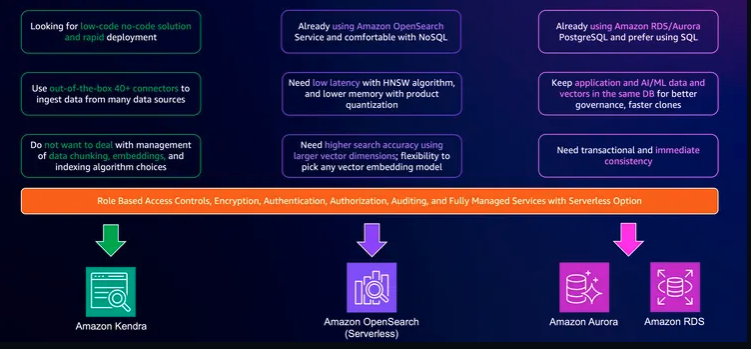 Looking for low-code no-code solution
and rapid deployment
Already using Amazon OpenSearch
Service and comfortable with NoSQL
Already using Amazon RDS/Aurora
PostgreSQL and prefer using SQL
Use out-of-the-box 40+ connectors to
ingest data from many data sources
Need low latency with HNSW algorithm,
and lower memory with product
quantization
Keep application and AI/ML data and
vectors in the same DB for better
governance, faster clones
Do not want to deal with management
of data chunking, embeddings, and
indexing algorithm choices
Need higher search accuracy using
larger vector dimensions; flexibility to
pick any vector embedding model
Need transactional and immediate
consistency
Role Based Access Controls, Encryption, Authentication, Authorization, Auditing, and Fully Managed Services with Serverless Option
Amazon Kendra
Amazon OpenSearch
(Serverless)
Amazon Aurora
Amazon RDS